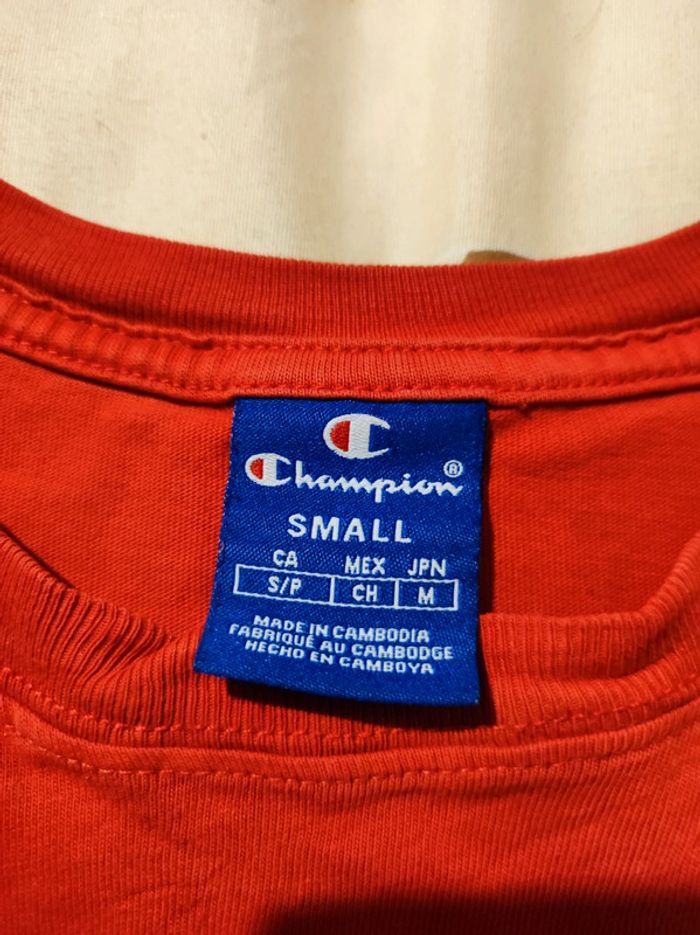 Champion®
SMALL
CA MEX JPN
S/P CH M
MADE IN CAMBODIA
FABRIQUÉ AU CAMBODGE
HECHO EN CAMBOYA